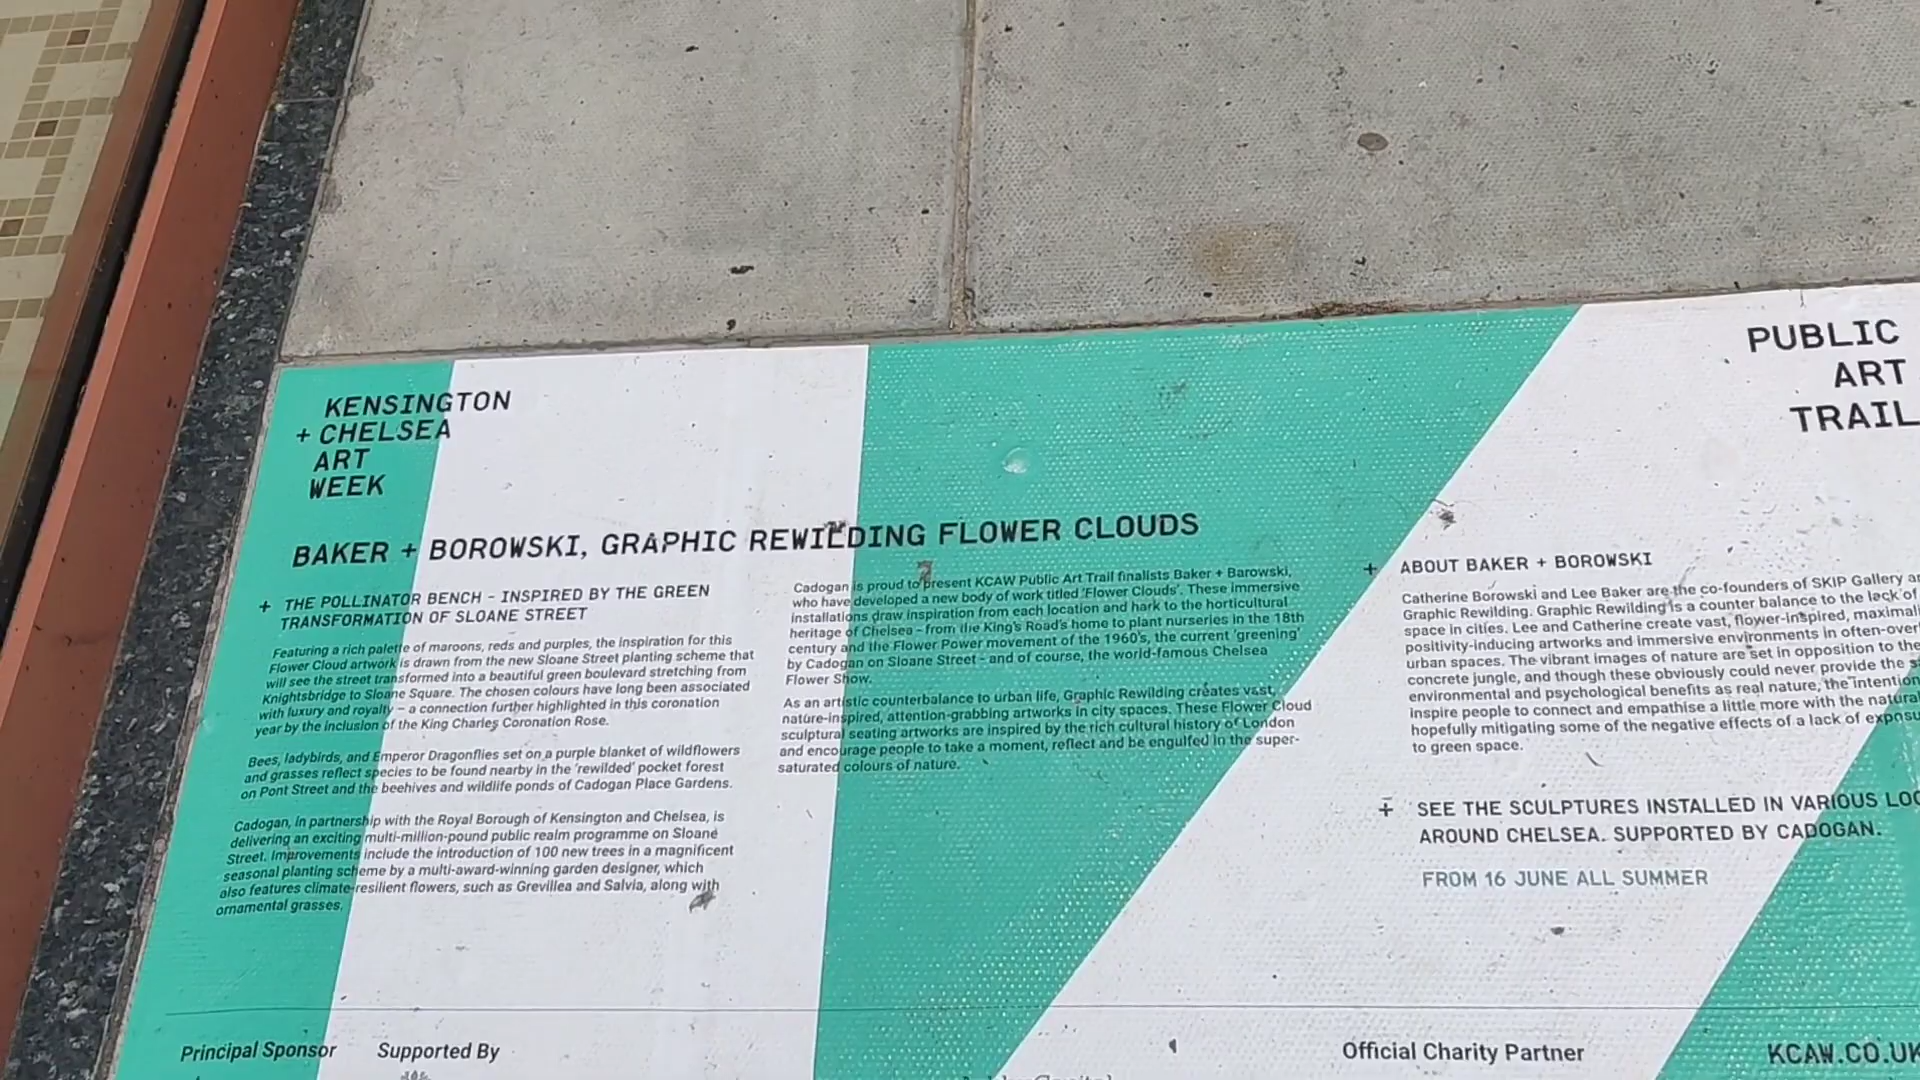 KENSINGTON
+ CHELSEA
ART
WEEK
PUBLIC
ART
TRAIL
BAKER + BOROWSKI, GRAPHIC REWILDING FLOWER CLOUDS
+ THE POLLINATOR BENCH - INSPIRED BY THE GREEN
TRANSFORMATION OF SLOANE STREET
Featuring a rich palette of maroons, reds and purples, the inspiration for this
Flower Cloud artwork is drawn from the new Sloane Street planting scheme that
will see the street transformed into a beautiful green boulevard stretching from
Knightsbridge to Sloane Square. The chosen colours have long been associated
with luxury and royalty – a connection further highlighted in this coronation
year by the inclusion of the King Charles Coronation Rose.
Bees, ladybirds, and Emperor Dragonflies set on a purple blanket of wildflowers
and grasses reflect species to be found nearby in the 'rewilded' pocket forest
on Pont Street and the beehives and wildlife ponds of Cadogan Place Gardens.
Cadogan, in partnership with the Royal Borough of Kensington and Chelsea, is
delivering an exciting multi-million-pound public realm programme on Sloane
Street. Improvements include the introduction of 100 new trees in a magnificent
seasonal planting scheme by a multi-award-winning garden designer, which
also features climate-resilient flowers, such as Grevillea and Salvia, along with
ornamental grasses.
Cadogan is proud to present KCAW Public Art Trail finalists Baker + Barowski,
who have developed a new body of work titled 'Flower Clouds'. These immersive
installations draw inspiration from each location and hark to the horticultural
heritage of Chelsea - from the King's Road's home to plant nurseries in the 18th
century and the Flower Power movement of the 1960's, the current 'greening'
by Cadogan on Sloane Street - and of course, the world-famous Chelsea
Flower Show.
As an artistic counterbalance to urban life, Graphic Rewilding creates vast,
nature-inspired, attention-grabbing artworks in city spaces. These Flower Cloud
sculptural seating artworks are inspired by the rich cultural history of London
and encourage people to take a moment, reflect and be engulfed in the super-
saturated colours of nature.
+ ABOUT BAKER + BOROWSKI
Catherine Borowski and Lee Baker are the co-founders of SKIP Gallery
Graphic Rewilding. Graphic Rewilding is a counter balance to the lack of
space in cities. Lee and Catherine create vast, flower-inspired,
positivity-inducing artworks and immersive environments in
urban spaces. The vibrant images of nature are set in opposition to the
concrete jungle, and though these obviously could never provide the
environmental and psychological benefits as real nature, the intention
inspire people to connect and empathise a little more with the natural
hopefully mitigating some of the negative effects of a lack of
to green space.
+ SEE THE SCULPTURES INSTALLED IN VARIOUS
AROUND CHELSEA. SUPPORTED BY CADOGAN.
FROM 16 JUNE ALL SUMMER
Principal Sponsor
Supported By
Official Charity Partner
KCAW.CO.UK